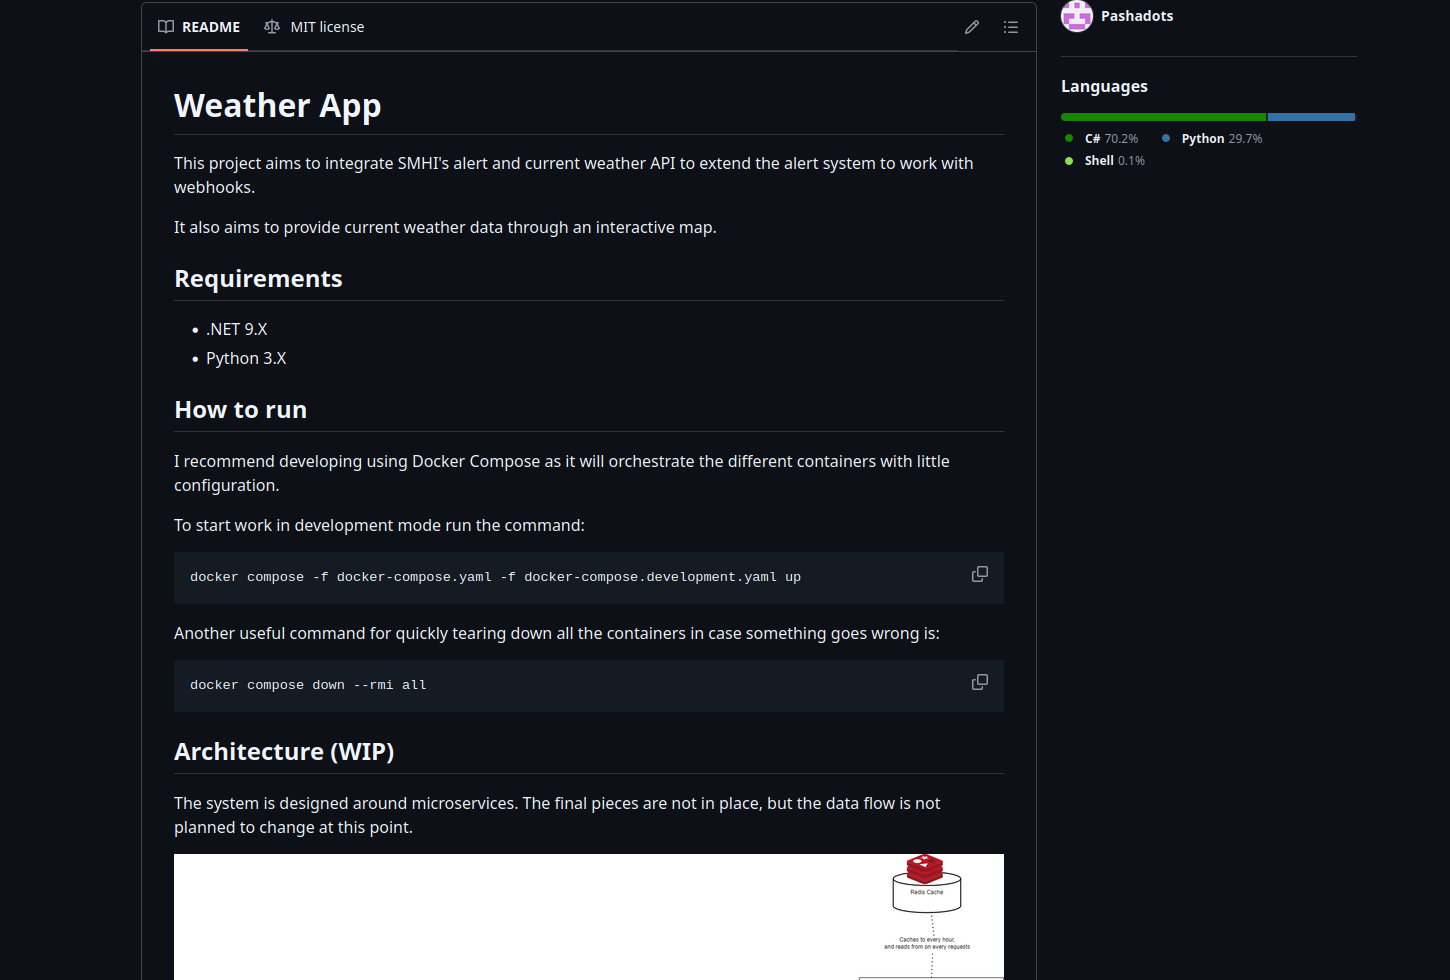 README
MIT license
Weather App
This project aims to integrate SMHI's alert and current weather API to extend the alert system to work with
webhooks.
It also aims to provide current weather data through an interactive map.
Requirements
.NET 9.X
Python 3.X
How to run
I recommend developing using Docker Compose as it will orchestrate the different containers with little
configuration.
To start work in development mode run the command:
docker compose -f docker-compose.yaml -f docker-compose.development.yaml up
Another useful command for quickly tearing down all the containers in case something goes wrong is:
docker compose down --rmi all
Architecture (WIP)
The system is designed around microservices. The final pieces are not in place, but the data flow is not
planned to change at this point.
Redis Cache
Caches to every hour,
and reads from on every requests
Pashadots
Languages
C# 70.2%
Python 29.7%
Shell 0.1%